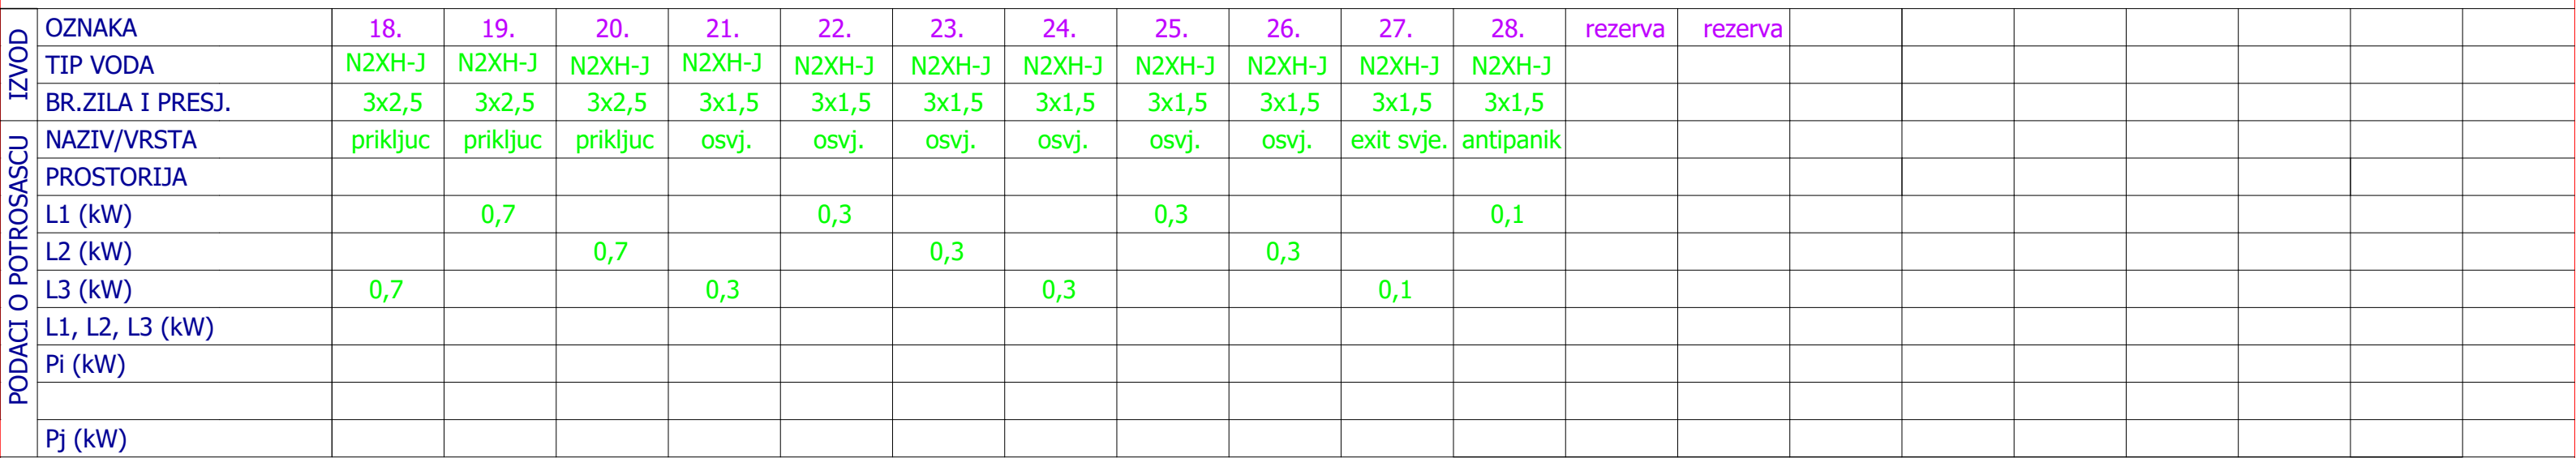 IZVOD
OZNAKA 18. 19. 20. 21. 22. 23. 24. 25. 26. 27. 28. rezerva rezerva
TIP VODA N2XH-J N2XH-J N2XH-J N2XH-J N2XH-J N2XH-J N2XH-J N2XH-J N2XH-J N2XH-J N2XH-J
BR.ZILA I PRESJ. 3x2,5 3x2,5 3x2,5 3x1,5 3x1,5 3x1,5 3x1,5 3x1,5 3x1,5 3x1,5 3x1,5
PODACI O POTROSASCU
NAZIV/VRSTA prikljuc prikljuc prikljuc osvj. osvj. osvj. osvj. osvj. osvj. exit svje. antipanik
PROSTORIJA
L1 (kW) 0,7 0,3 0,3 0,1
L2 (kW) 0,7 0,3 0,3
L3 (kW) 0,7 0,3 0,3 0,1
L1, L2, L3 (kW)
Pi (kW)
Pj (kW)